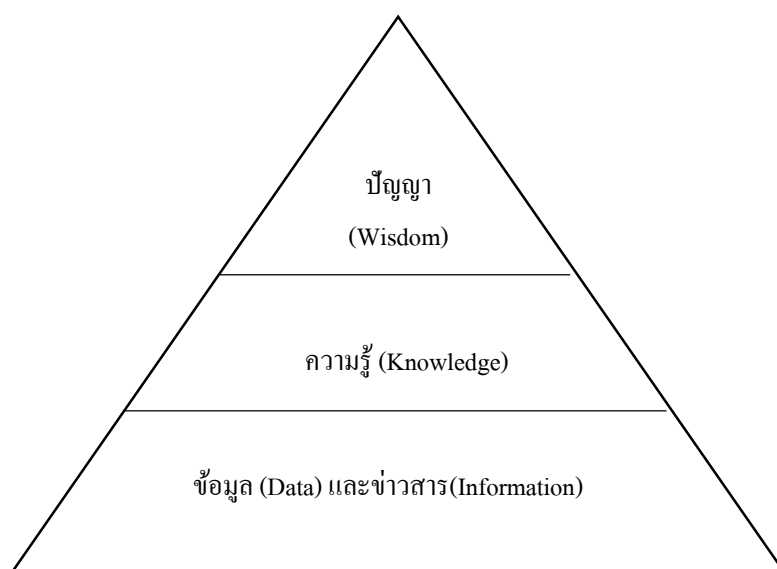 ปัญญา
(Wisdom)
ความรู้ (Knowledge)
ข้อมูล (Data) และข่าวสาร(Information)